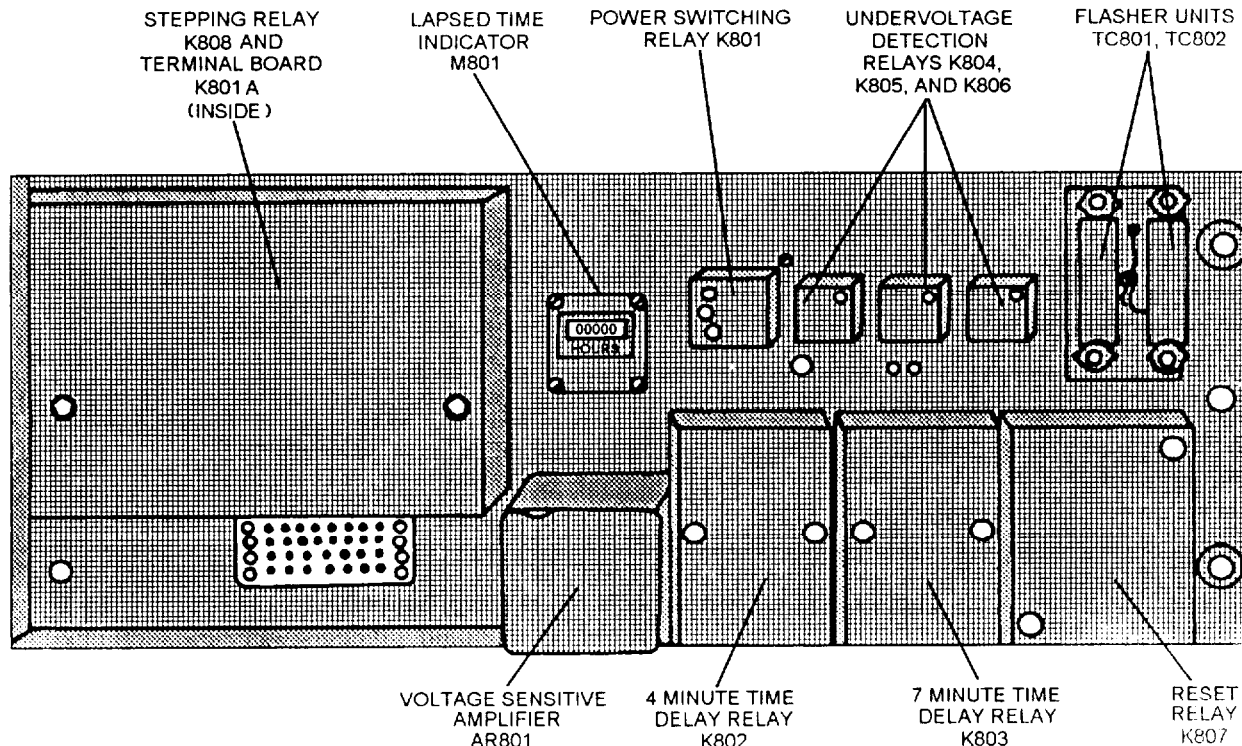 STEPPING RELAY
K808 AND
TERMINAL BOARD
K801A
(INSIDE)
LAPSED TIME
INDICATOR
M801
POWER SWITCHING
RELAY K801
UNDERVOLTAGE
DETECTION
RELAYS K804,
K805, AND K806
FLASHER UNITS
TC801, TC802
00000
HOURS
VOLTAGE SENSITIVE
AMPLIFIER
AR801
4 MINUTE TIME
DELAY RELAY
K802
7 MINUTE TIME
DELAY RELAY
K803
RESET
RELAY
K807